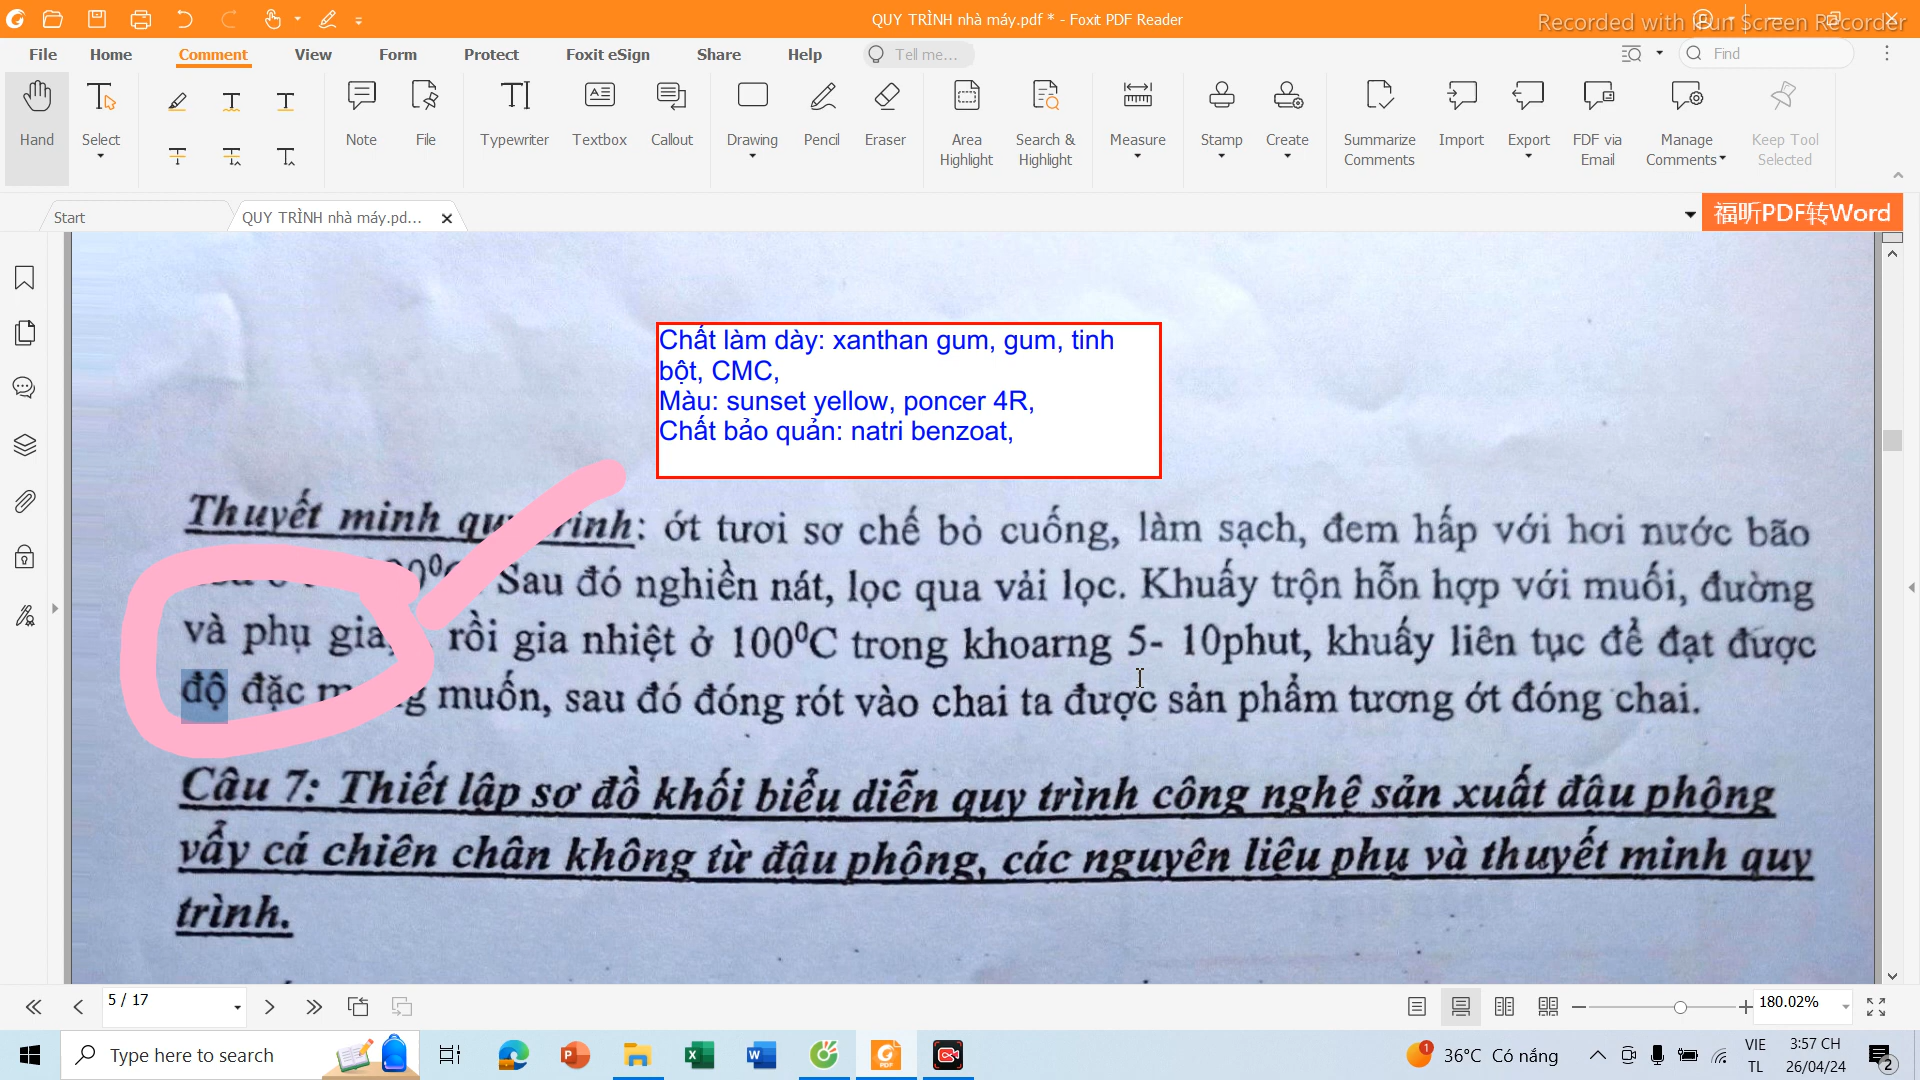 QUY TRÌNH nhà máy.pdf * - Foxit PDF Reader
Recorded with iFun Screen Recorder
File Home Comment View Form Protect Foxit eSign Share Help Tell me... Find
Hand Select Note File Typewriter Textbox Callout Drawing Pencil Eraser Area Highlight Search & Highlight Measure Stamp Create Summarize Comments Import Export FDF via Email Manage Comments Keep Tool Selected
Start QUY TRÌNH nhà máy.pd... 福昕PDF转Word
Chất làm dày: xanthan gum, gum, tinh
bột, CMC,
Màu: sunset yellow, poncer 4R,
Chất bảo quản: natri benzoat,
Thuyết minh quy trình: ớt tươi sơ chế bỏ cuống, làm sạch, đem hấp với hơi nước bão
Sau đó nghiền nát, lọc qua vải lọc. Khuấy trộn hỗn hợp với muối, đường
và phụ gia, rồi gia nhiệt ở 100⁰C trong khoarng 5- 10phut, khuấy liên tục để đạt được
độ đặc mong muốn, sau đó đóng rót vào chai ta được sản phẩm tương ớt đóng chai.
Câu 7: Thiết lập sơ đồ khối biểu diễn quy trình công nghệ sản xuất đậu phộng
vẩy cá chiên chân không từ đậu phộng, các nguyên liệu phụ và thuyết minh quy
trình.
5 / 17 180.02%
Type here to search 36°C Có nắng VIE 3:57 CH
TL 26/04/24 2